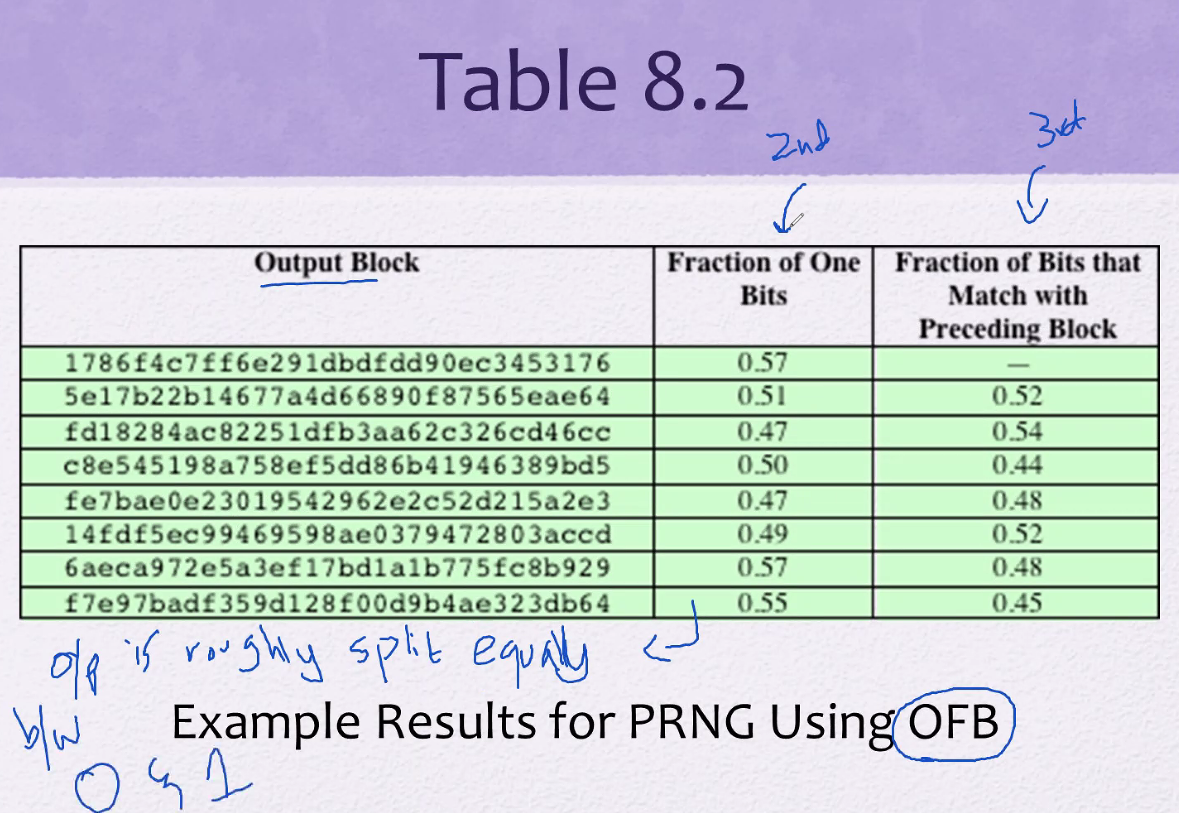 Table 8.2
2nd
3rd
Output Block
Fraction of One
Bits
Fraction of Bits that
Match with
Preceding Block
1786f4c7ff6e291dbdfdd90ec3453176 0.57 —
5e17b22b14677a4d66890f87565eae64 0.51 0.52
fd18284ac82251dfb3aa62c326cd46cc 0.47 0.54
c8e545198a758ef5dd86b41946389bd5 0.50 0.44
fe7bae0e23019542962e2c52d215a2e3 0.47 0.48
14fdf5ec99469598ae0379472803accd 0.49 0.52
6aeca972e5a3ef17bd1a1b775fc8b929 0.57 0.48
f7e97badf359d128f00d9b4ae323db64 0.55 0.45
o/p is roughly split equally
b/w
Example Results for PRNG Using OFB
0 & 1